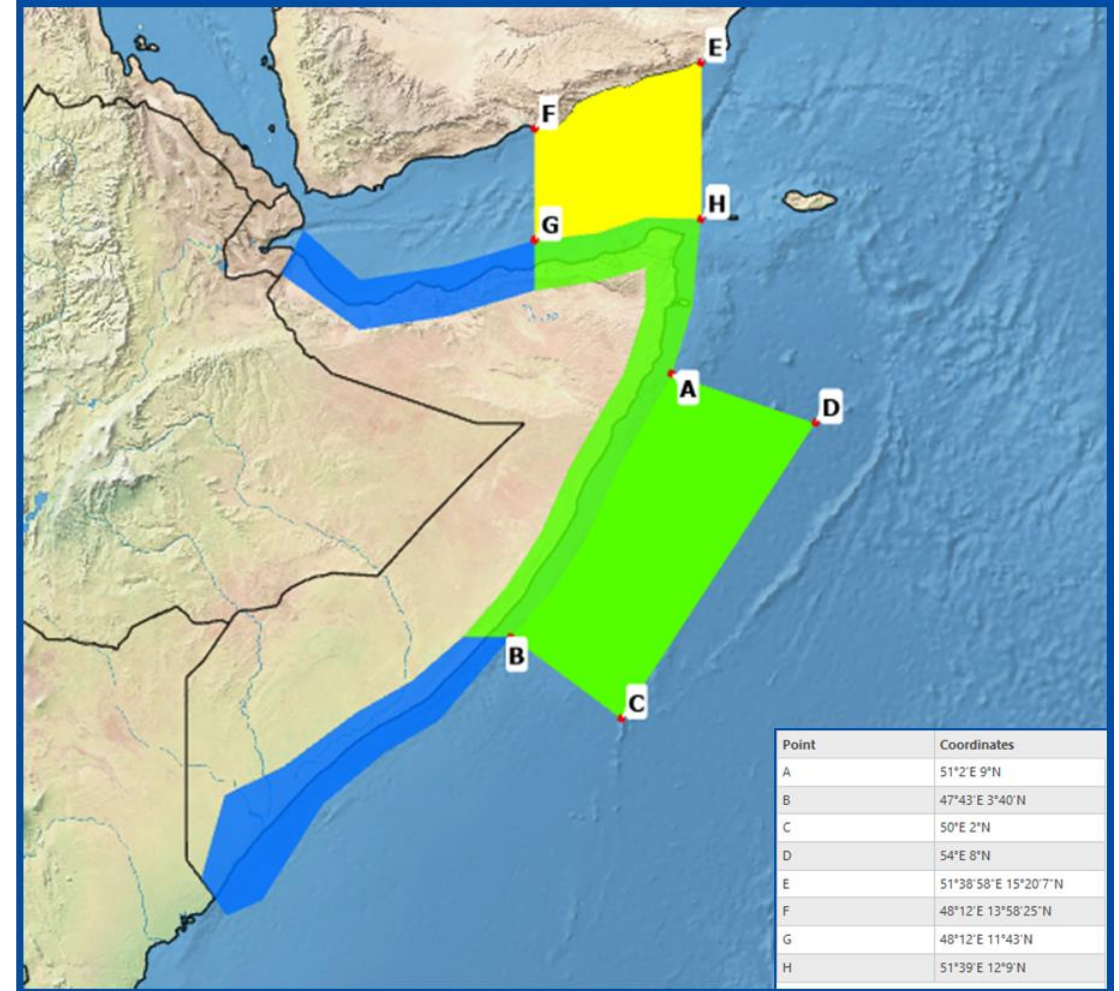 E
F
H
G
A
D
B
C
Point Coordinates
A 51°2'E 9°N
B 47°43'E 3°40'N
C 50°E 2°N
D 54°E 8°N
E 51°38'58"E 15°20'7"N
F 48°12'E 13°58'25"N
G 48°12'E 11°43'N
H 51°39'E 12°9'N